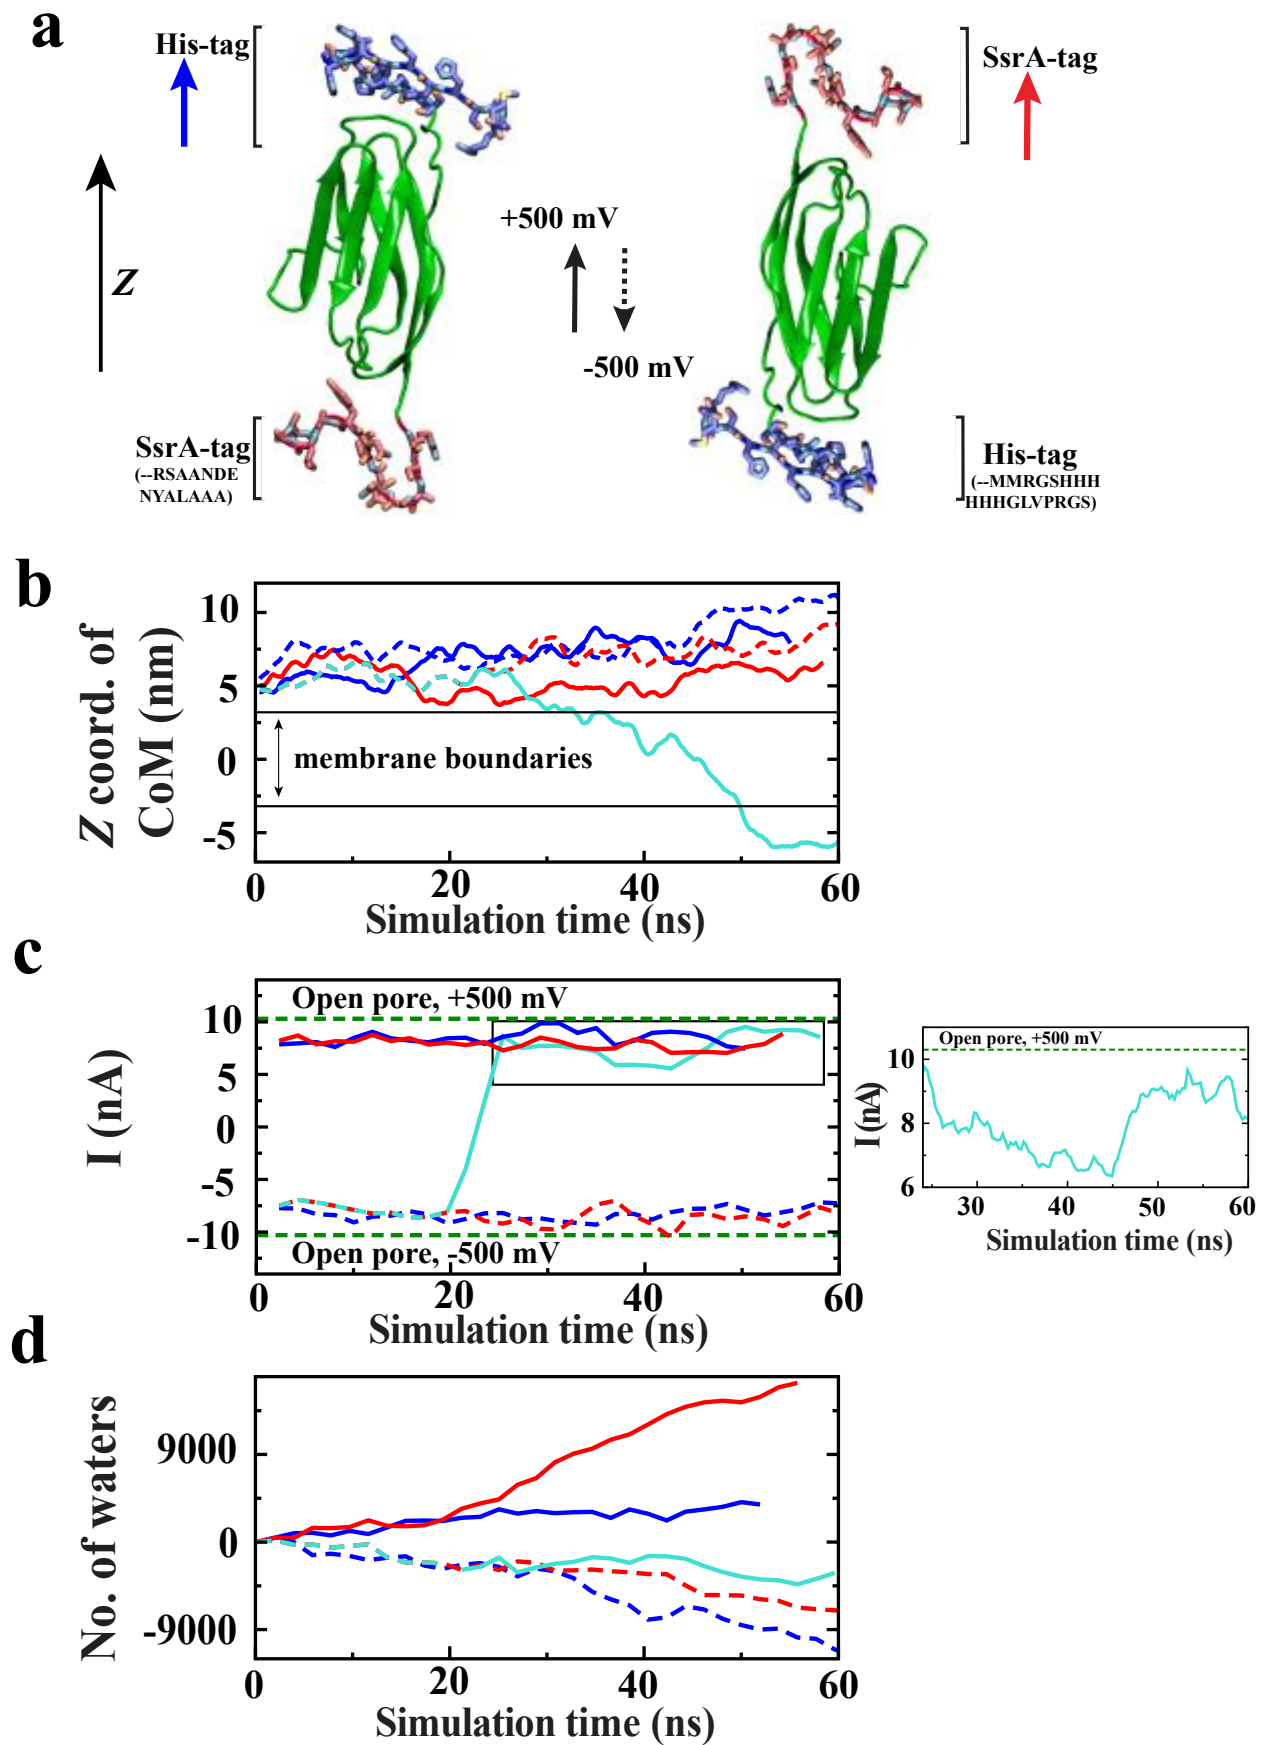 a
His-tag
SsrA-tag
Z
+500 mV
-500 mV
SsrA-tag
(--RSAANDE
NYALAAA)
His-tag
(--MMRGSHHH
HHHGLVPRGS)
b
Z coord. of
CoM (nm)
10
5
0
-5
membrane boundaries
0
20
40
60
Simulation time (ns)
c
I (nA)
10
5
0
-5
-10
Open pore, +500 mV
Open pore, -500 mV
0
20
40
60
Simulation time (ns)
I (nA)
10
8
6
Open pore, +500 mV
30
40
50
60
Simulation time (ns)
d
No. of waters
9000
0
-9000
0
20
40
60
Simulation time (ns)